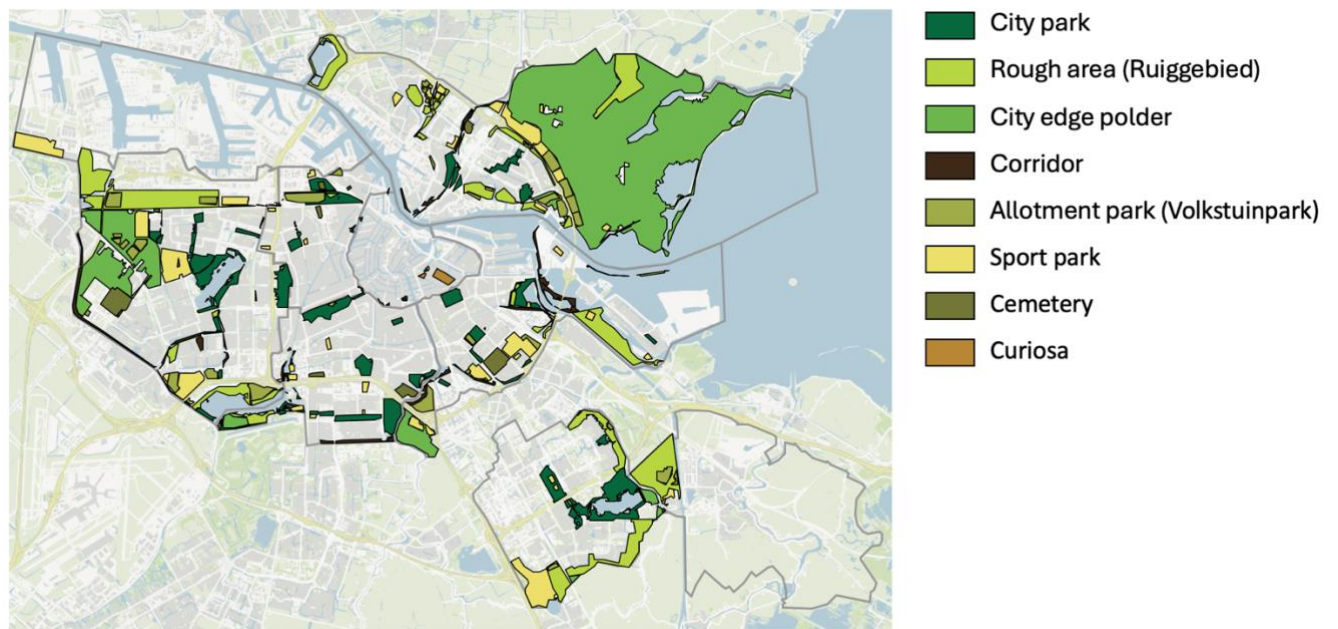 City park
Rough area (Ruiggebied)
City edge polder
Corridor
Allotment park (Volkstuinpark)
Sport park
Cemetery
Curiosa